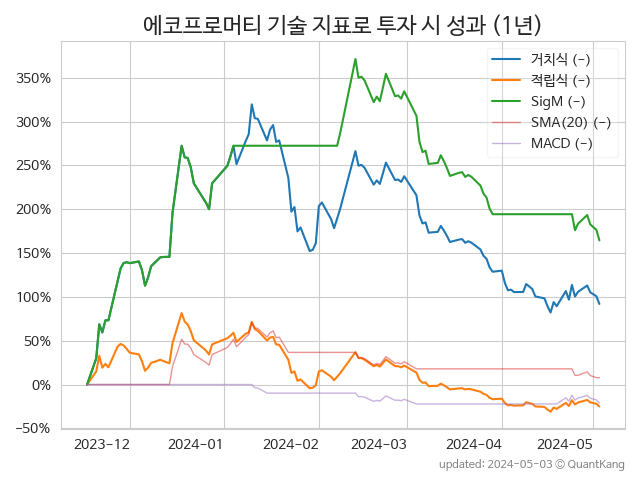 에코프로머티 기술 지표로 투자 시 성과 (1년)
거치식 (-)
적립식 (-)
SigM (-)
SMA(20) (-)
MACD (-)
350%
300%
250%
200%
150%
100%
50%
0%
−50%
2023-12
2024-01
2024-02
2024-03
2024-04
2024-05
updated: 2024-05-03 © QuantKang